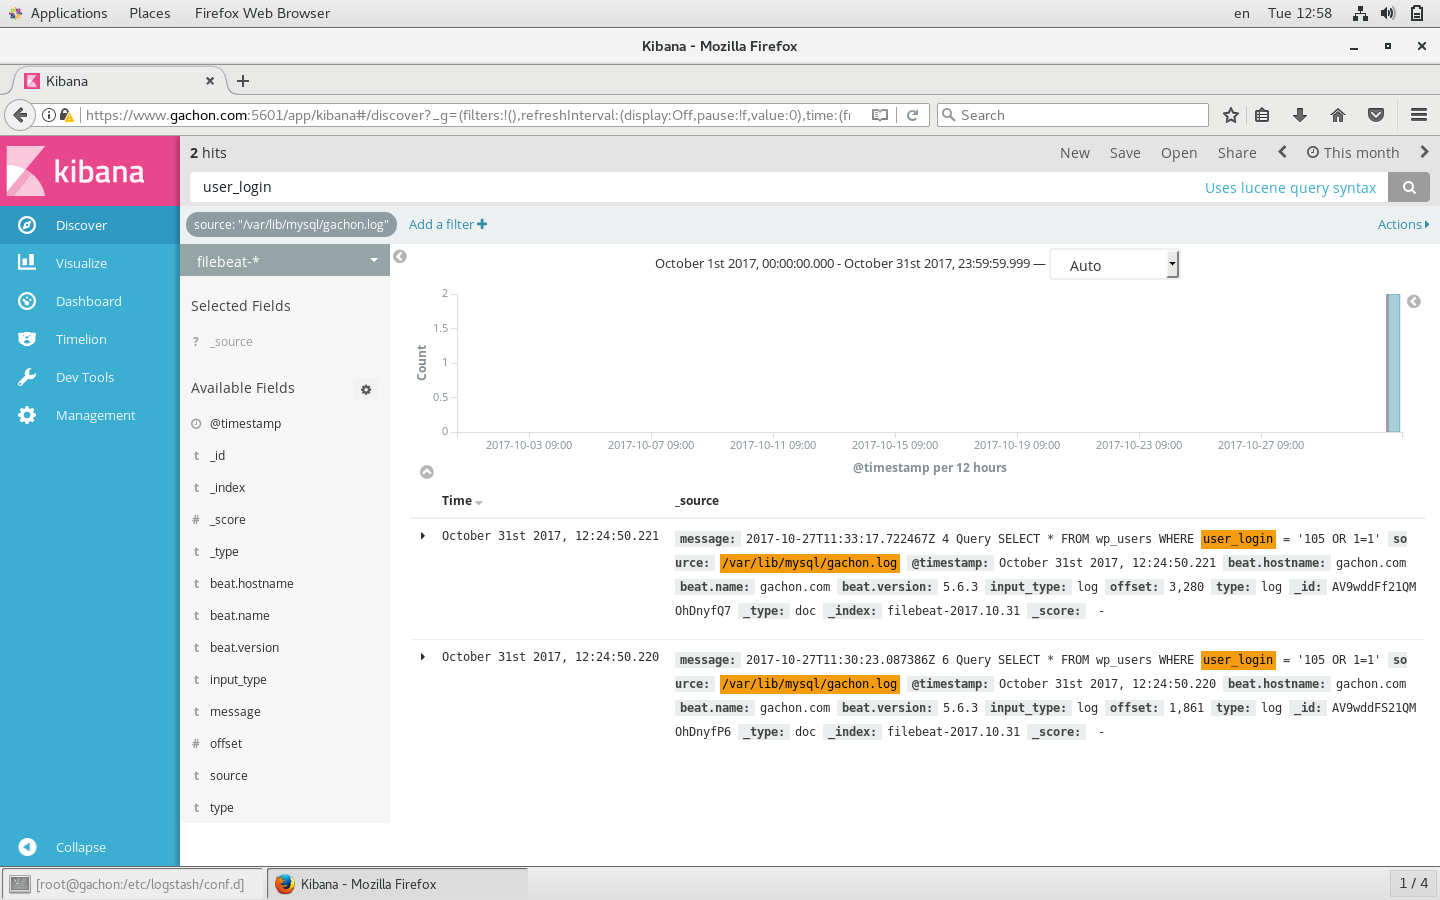 Applications Places Firefox Web Browser en Tue 12:58
Kibana - Mozilla Firefox
Kibana
https://www.gachon.com:5601/app/kibana#/discover?_g=(filters:!(),refreshInterval:(display:Off,pause:!f,value:0),time:(fr Search
kibana
2 hits New Save Open Share This month
user_login Uses lucene query syntax
source: "/var/lib/mysql/gachon.log" Add a filter Actions
Discover
Visualize
Dashboard
Timelion
Dev Tools
Management
Collapse
filebeat-*
Selected Fields
? _source
Available Fields
@timestamp
t _id
t _index
# _score
t _type
t beat.hostname
t beat.name
t beat.version
t input_type
t message
# offset
t source
t type
October 1st 2017, 00:00:00.000 - October 31st 2017, 23:59:59.999 — Auto
Count
2
1.5
1
0.5
0
2017-10-03 09:00 2017-10-07 09:00 2017-10-11 09:00 2017-10-15 09:00 2017-10-19 09:00 2017-10-23 09:00 2017-10-27 09:00
@timestamp per 12 hours
Time _source
October 31st 2017, 12:24:50.221 message: 2017-10-27T11:33:17.722467Z 4 Query SELECT * FROM wp_users WHERE user_login = '105 OR 1=1' so
urce: /var/lib/mysql/gachon.log @timestamp: October 31st 2017, 12:24:50.221 beat.hostname: gachon.com
beat.name: gachon.com beat.version: 5.6.3 input_type: log offset: 3,280 type: log _id: AV9wddFf21QM
OhDnyfQ7 _type: doc _index: filebeat-2017.10.31 _score: -
October 31st 2017, 12:24:50.220 message: 2017-10-27T11:30:23.087386Z 6 Query SELECT * FROM wp_users WHERE user_login = '105 OR 1=1' so
urce: /var/lib/mysql/gachon.log @timestamp: October 31st 2017, 12:24:50.220 beat.hostname: gachon.com
beat.name: gachon.com beat.version: 5.6.3 input_type: log offset: 1,861 type: log _id: AV9wddFS21QM
OhDnyfP6 _type: doc _index: filebeat-2017.10.31 _score: -
[root@gachon:/etc/logstash/conf.d] Kibana - Mozilla Firefox 1 / 4